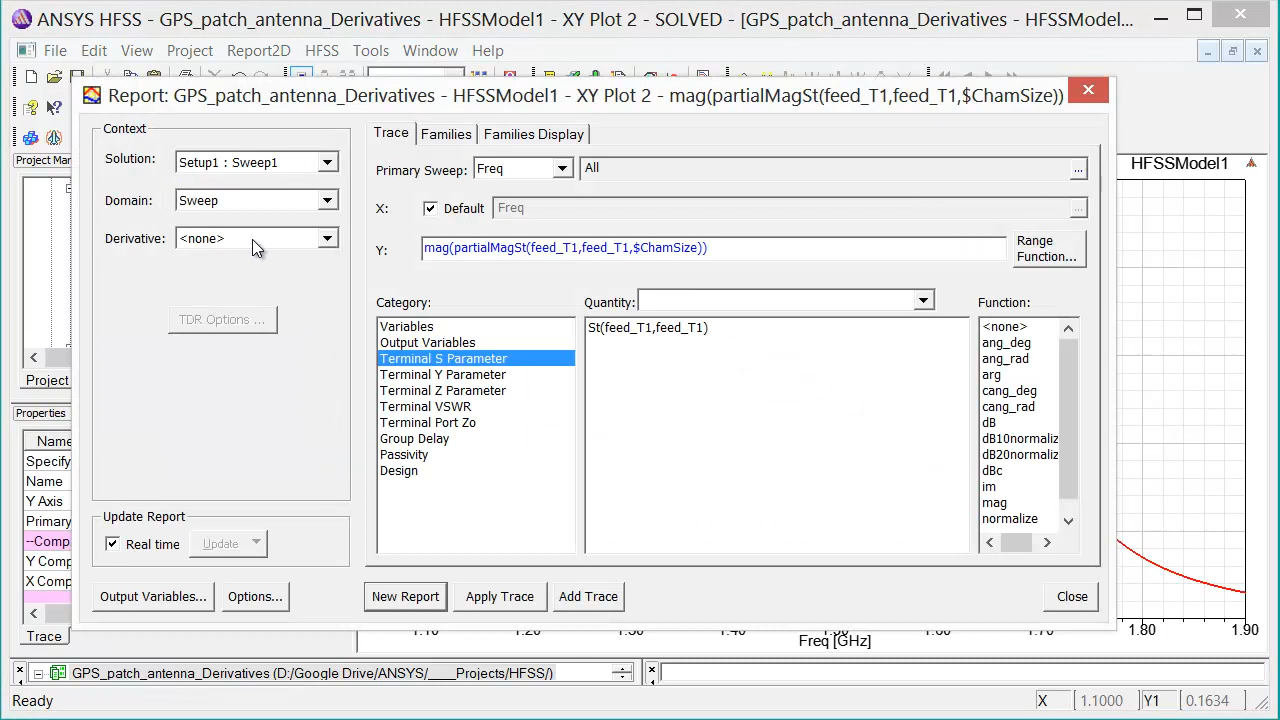 ANSYS HFSS - GPS_patch_antenna_Derivatives - HFSSModel1 - XY Plot 2 - SOLVED - [GPS_patch_antenna_Derivatives - HFSSModel...
File Edit View Project Report2D HFSS Tools Window Help
Report: GPS_patch_antenna_Derivatives - HFSSModel1 - XY Plot 2 - mag(partialMagSt(feed_T1,feed_T1,$ChamSize))
Project Mar
HFSSModel1
Context
Solution: Setup1 : Sweep1
Domain: Sweep
Derivative: <none>
TDR Options ...
Update Report
Real time Update
Output Variables... Options...
Trace Families Families Display
Primary Sweep: Freq All ...
X: Default Freq ...
Y: mag(partialMagSt(feed_T1,feed_T1,$ChamSize))
Range
Function...
Category: Quantity: Function:
Variables
Output Variables
Terminal S Parameter
Terminal Y Parameter
Terminal Z Parameter
Terminal VSWR
Terminal Port Zo
Group Delay
Passivity
Design
St(feed_T1,feed_T1)
<none>
ang_deg
ang_rad
arg
cang_deg
cang_rad
dB
dB10normaliz
dB20normaliz
dBc
im
mag
normalize
New Report Apply Trace Add Trace Close
Project
Properties
Name
Specify
Name
Y Axis
Primary
--Comp
Y Comp
X Comp
Trace
1.10 1.20 1.30 1.40 1.50 1.60 1.70 1.80 1.90
Freq [GHz]
GPS_patch_antenna_Derivatives (D:/Google Drive/ANSYS/____Projects/HFSS/)
Ready X 1.1000 Y1 0.1634